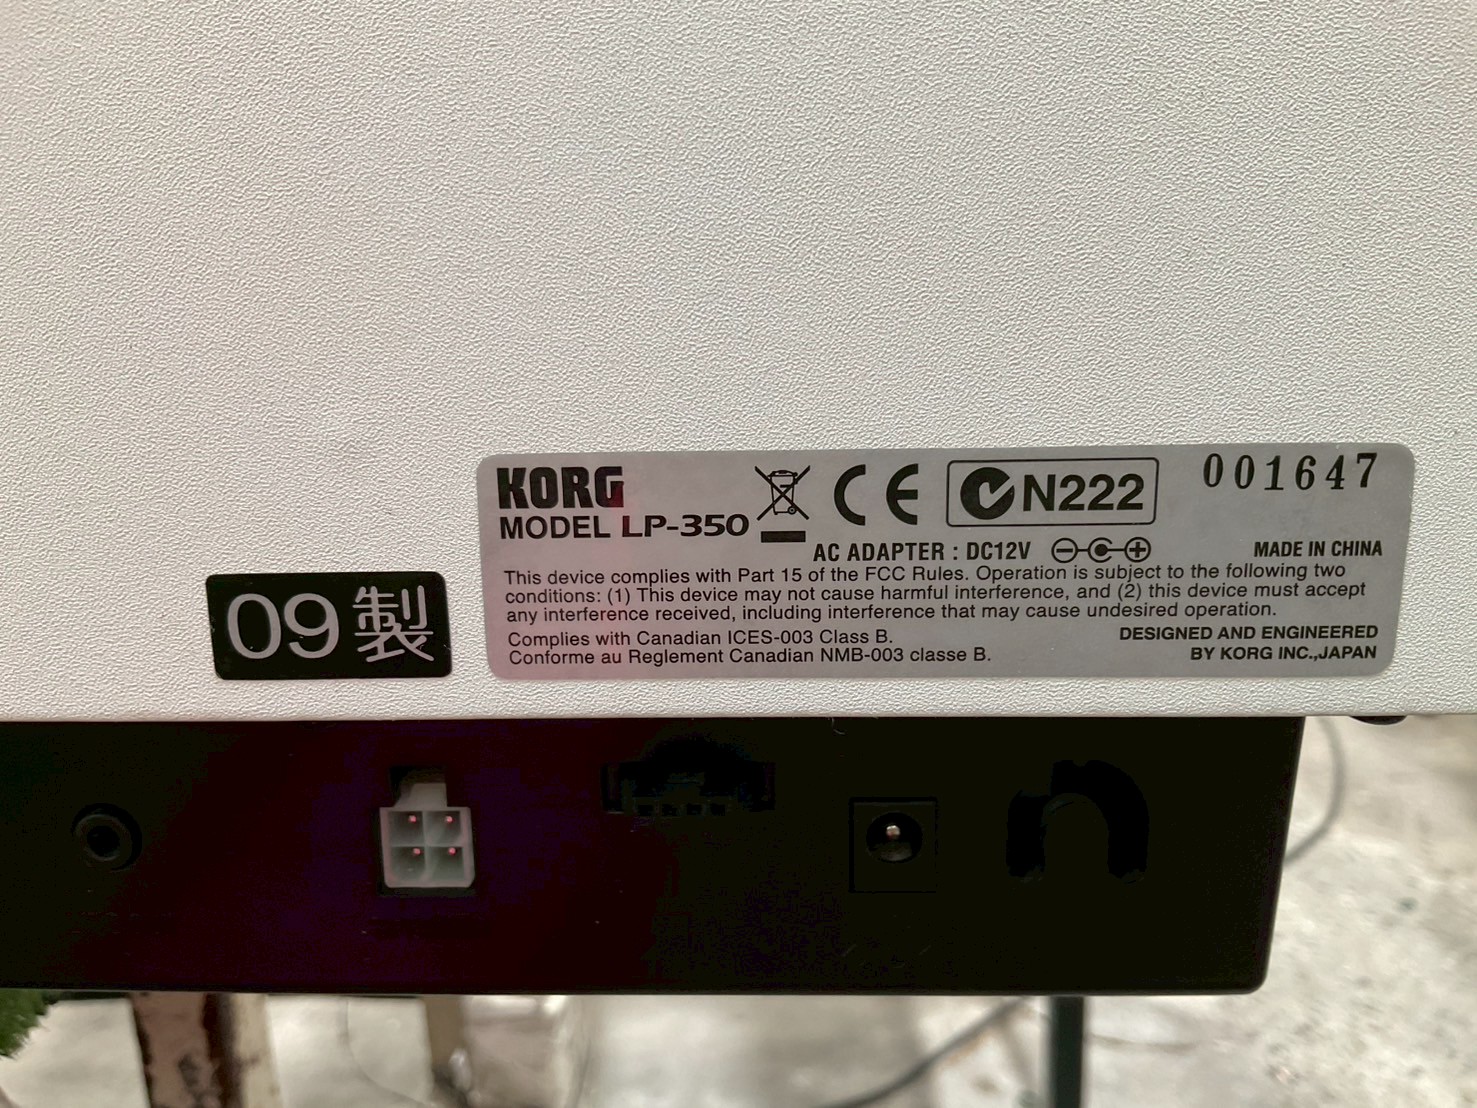 KORG
MODEL LP-350
CE
N222
001647
AC ADAPTER : DC12V
MADE IN CHINA
This device complies with Part 15 of the FCC Rules. Operation is subject to the following two
conditions: (1) This device may not cause harmful interference, and (2) this device must accept
any interference received, including interference that may cause undesired operation.
Complies with Canadian ICES-003 Class B.
Conforme au Reglement Canadian NMB-003 classe B.
DESIGNED AND ENGINEERED
BY KORG INC.,JAPAN
09製